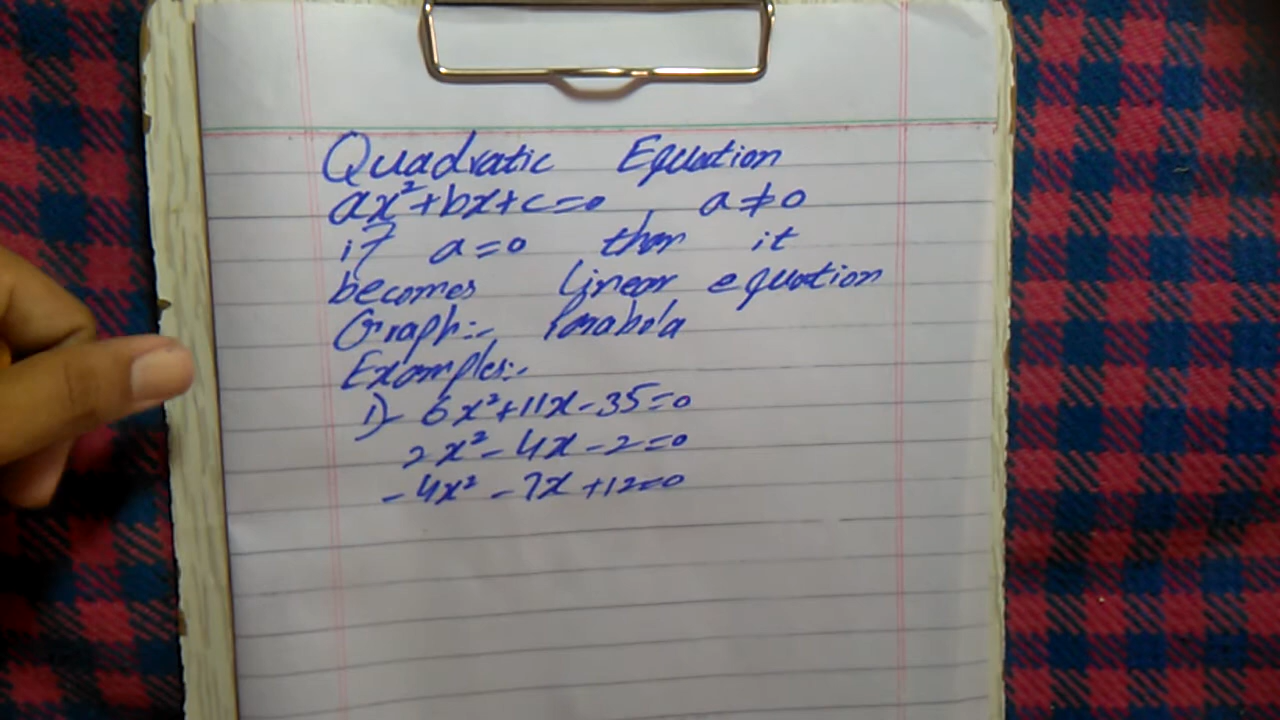 Quadratic Equation
ax²+bx+c=0 a≠0
if a=0 than it
becomes linear equation
Graph:- Parabola
Examples:-
1)- 6x²+11x-35=0
2x²-4x-2=0
-4x²-7x+12=0